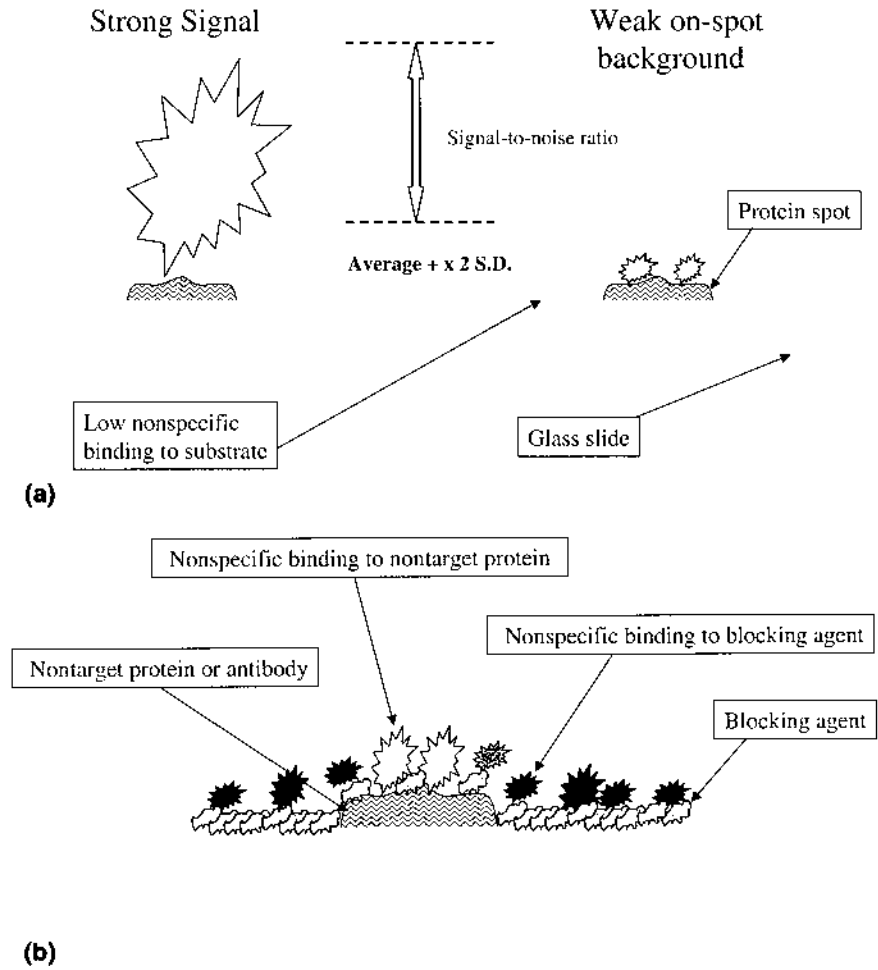 Strong Signal
Weak on-spot
background
Signal-to-noise ratio
Protein spot
Average + x 2 S.D.
Low nonspecific
binding to substrate
Glass slide
(a)
Nonspecific binding to nontarget protein
Nonspecific binding to blocking agent
Nontarget protein or antibody
Blocking agent
(b)